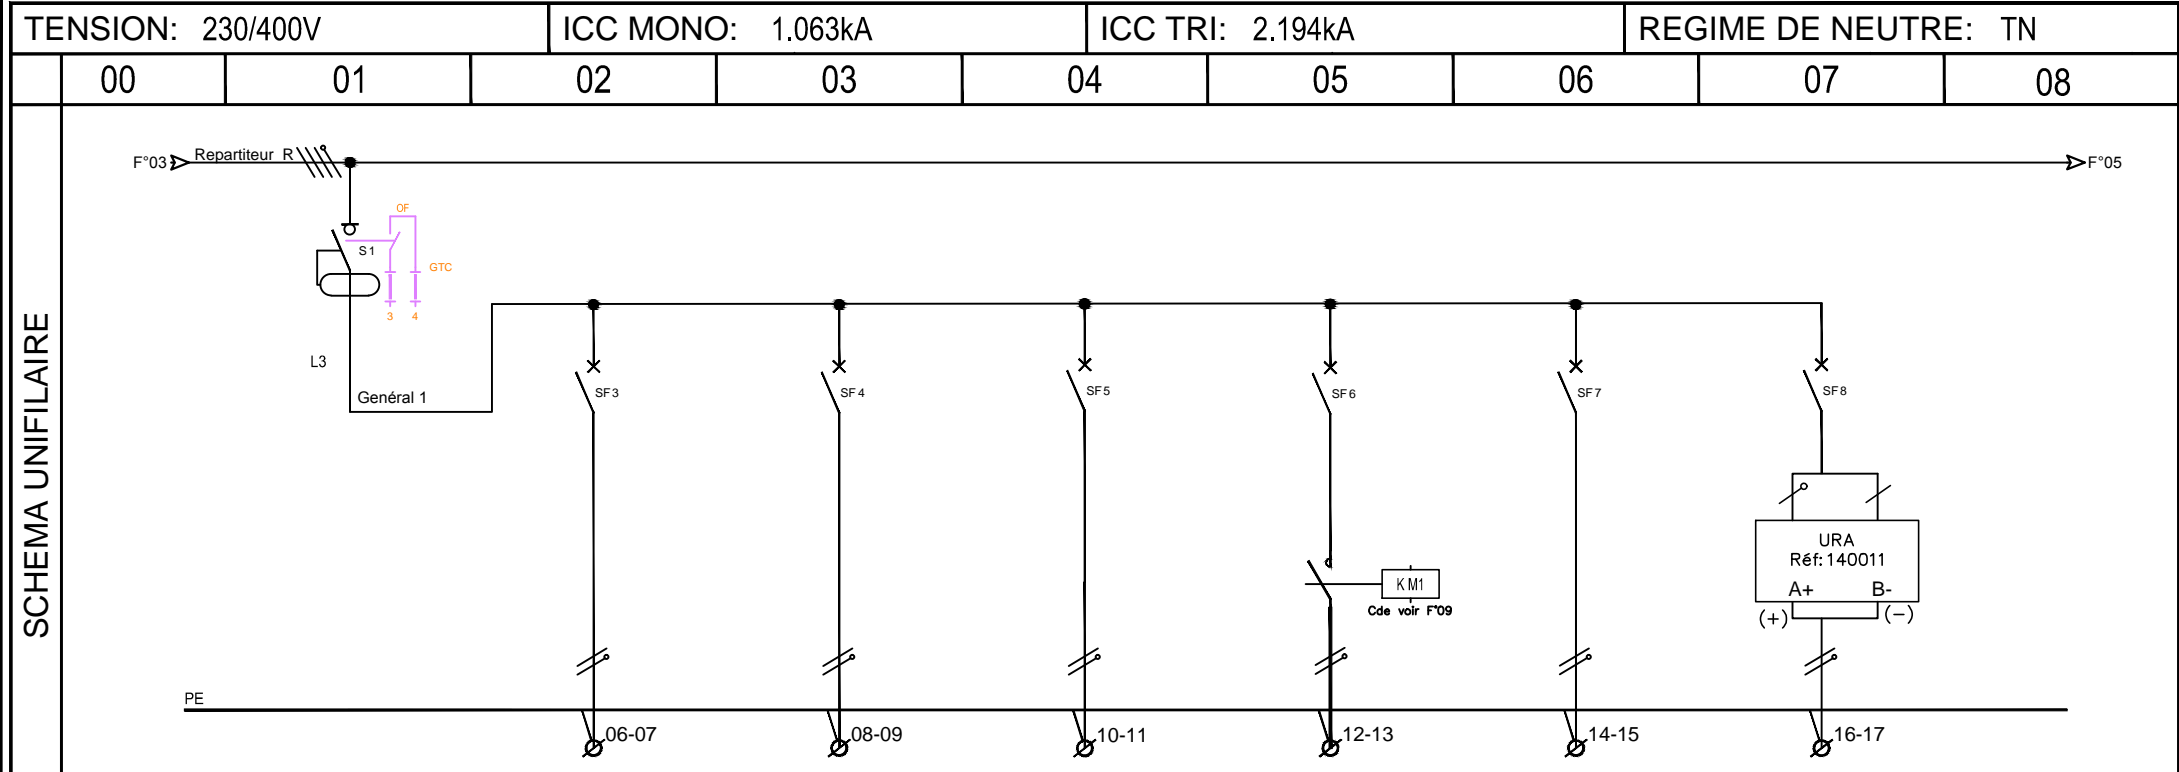 TENSION: 230/400V ICC MONO: 1.063kA ICC TRI: 2.194kA REGIME DE NEUTRE: TN
00 01 02 03 04 05 06 07 08
SCHEMA UNIFILAIRE
F°03 Repartiteur R F°05
OF
S1
GTC
3 4
L3
Genéral 1
SF3 SF4 SF5 SF6 SF7 SF8
URA
Réf:140011
A+ B-
(+) (-)
KM1
Cde voir F°09
PE
06-07 08-09 10-11 12-13 14-15 16-17